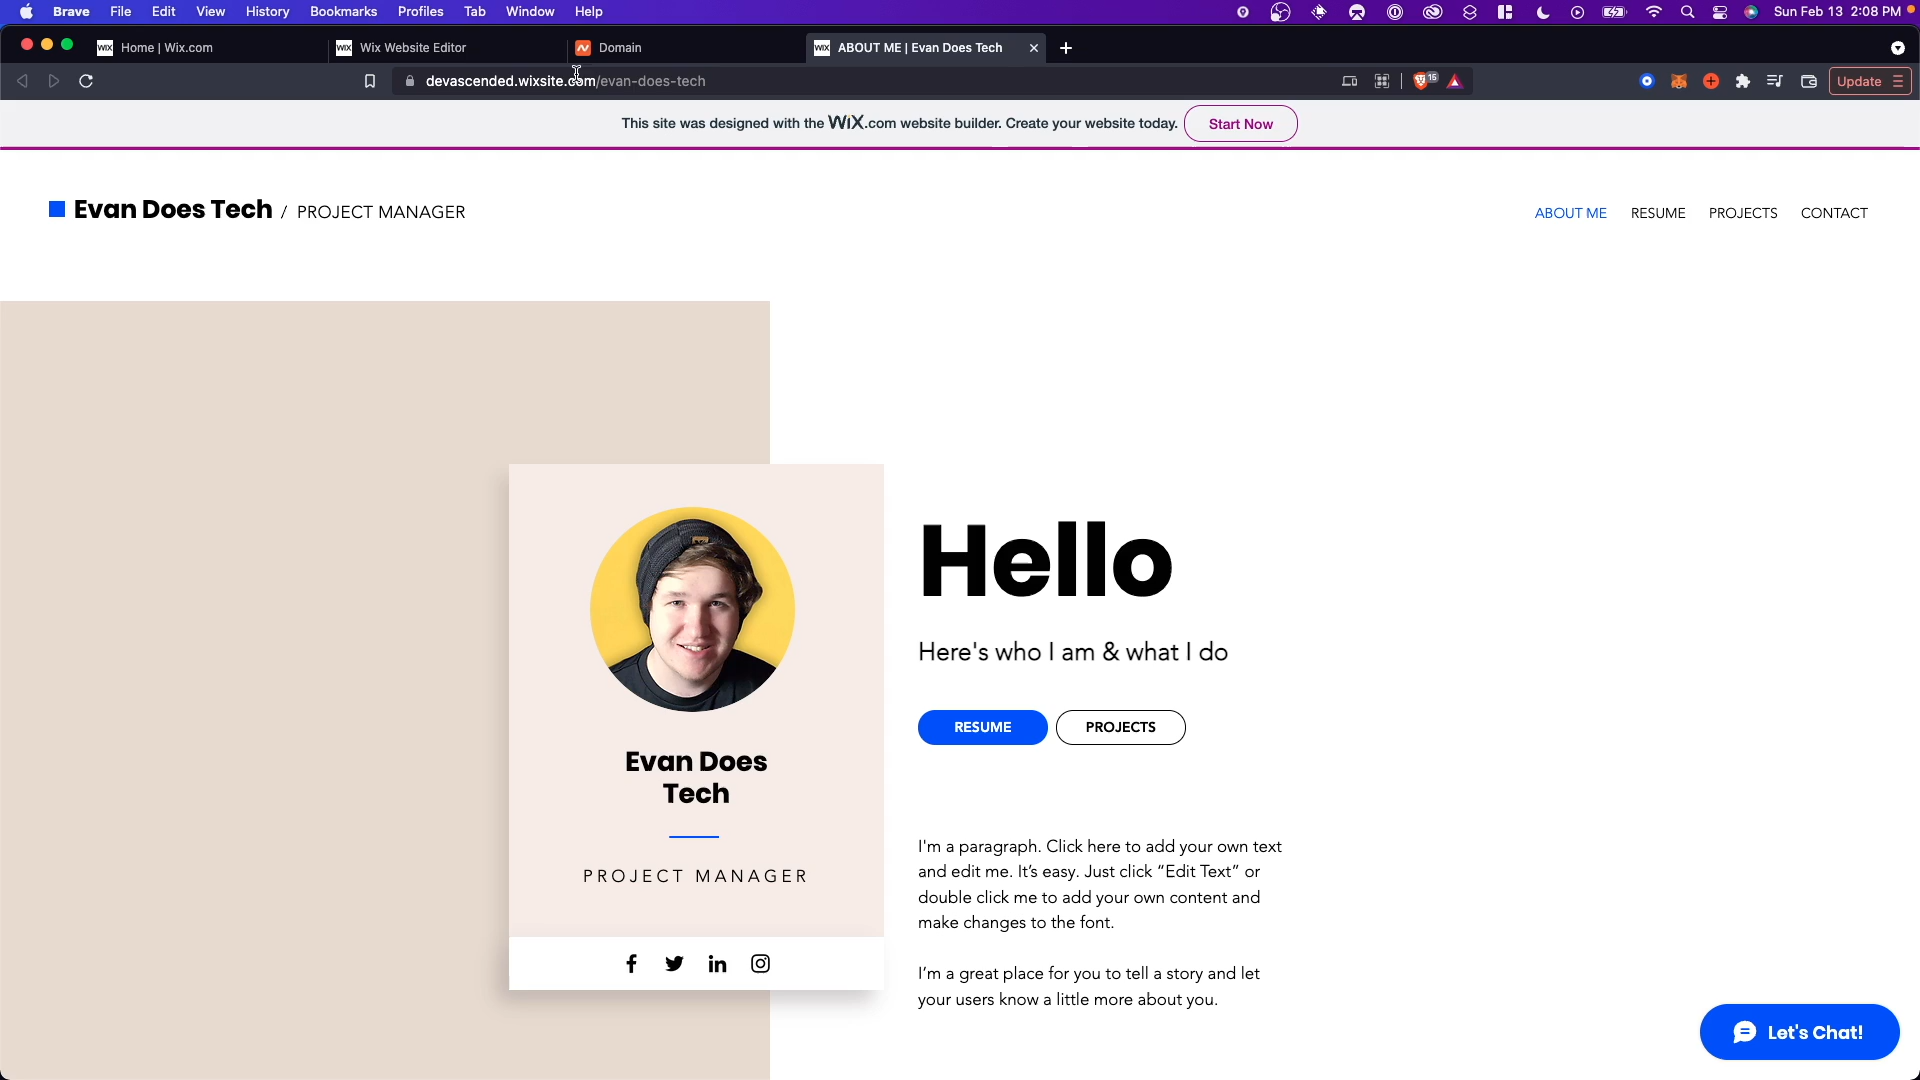 Brave File Edit View History Bookmarks Profiles Tab Window Help Sun Feb 13 2:08 PM
WIX Home | Wix.com WIX Wix Website Editor Domain WIX ABOUT ME | Evan Does Tech
devascended.wixsite.com/evan-does-tech 15 Update
This site was designed with the WiX.com website builder. Create your website today. Start Now
Evan Does Tech / PROJECT MANAGER ABOUT ME RESUME PROJECTS CONTACT
Hello
Here's who I am & what I do
RESUME PROJECTS
Evan Does
Tech
PROJECT MANAGER
I'm a paragraph. Click here to add your own text
and edit me. It’s easy. Just click “Edit Text” or
double click me to add your own content and
make changes to the font.
I’m a great place for you to tell a story and let
your users know a little more about you.
Let's Chat!